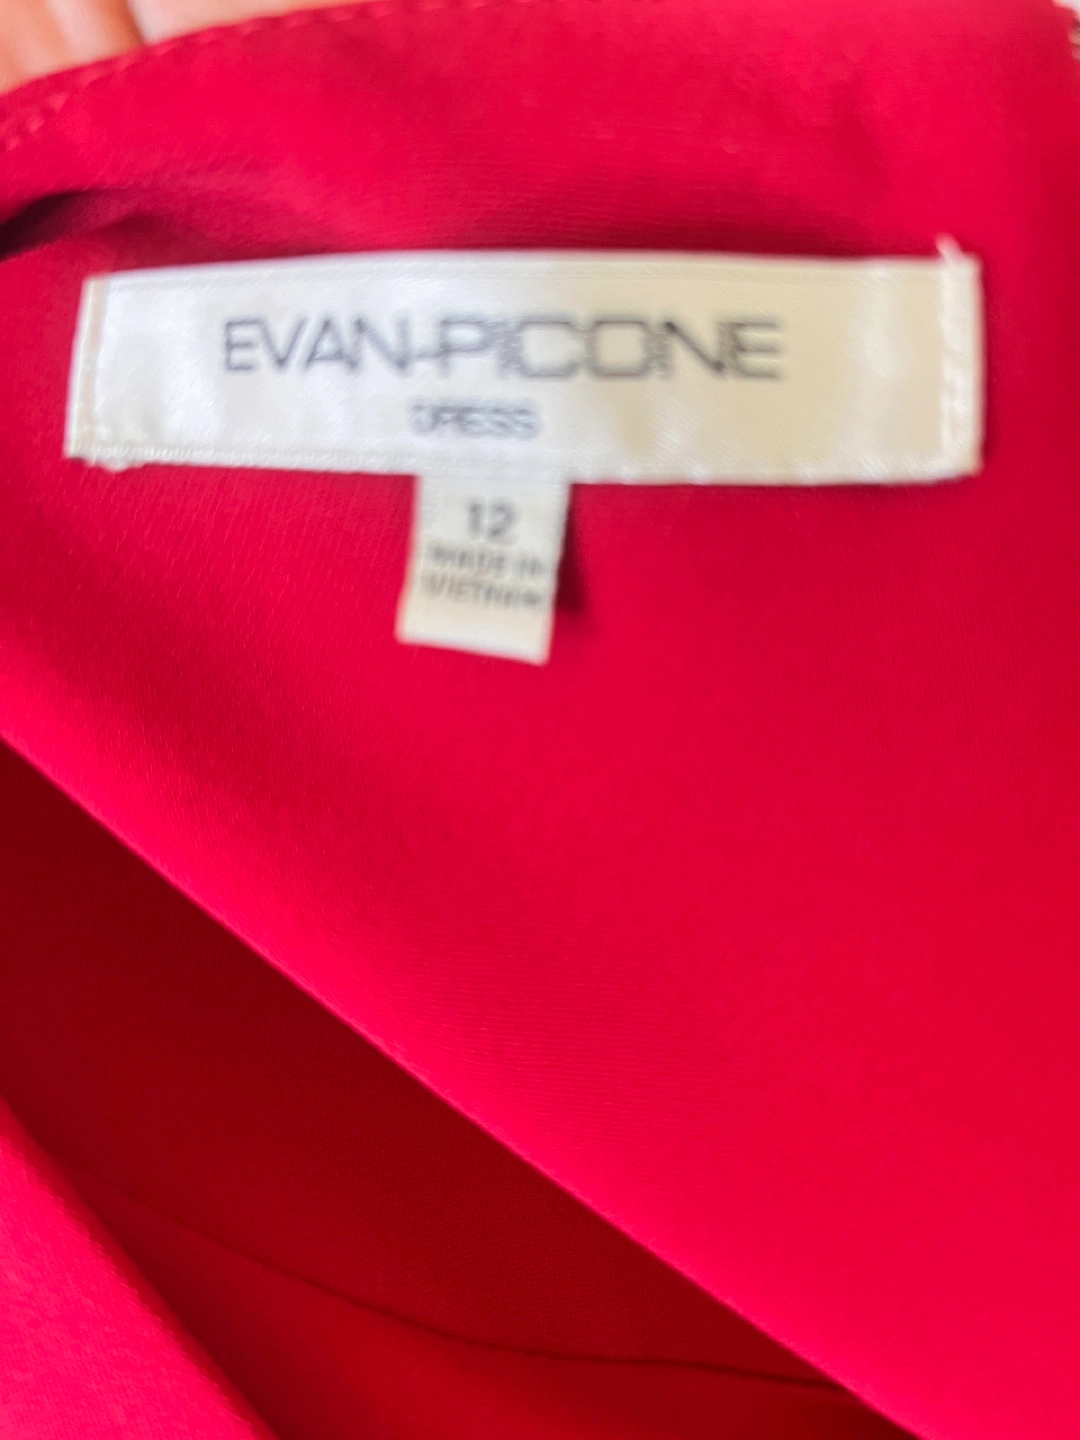 EVAN-PICONE
DRESS
12
MADE IN
VIETNAM